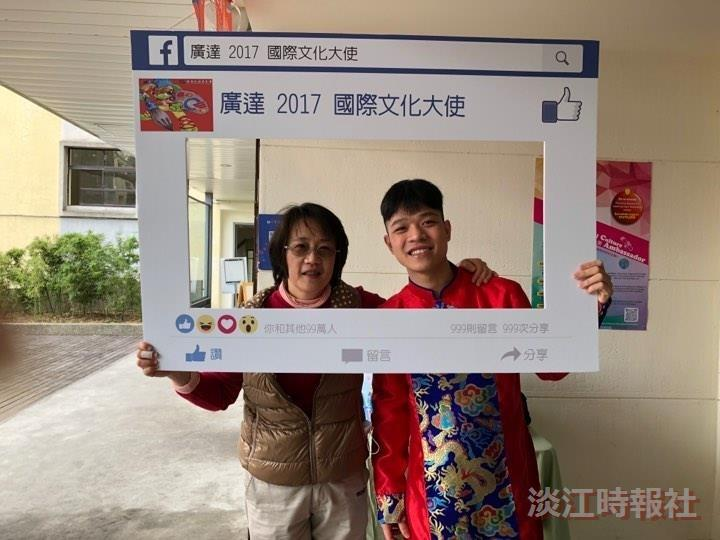 f 廣達 2017 國際文化大使
廣達 2017 國際文化大使
你和其他99萬人
999則留言 999次分享
讚
留言
分享
Culture
Ambassador
淡江時報社